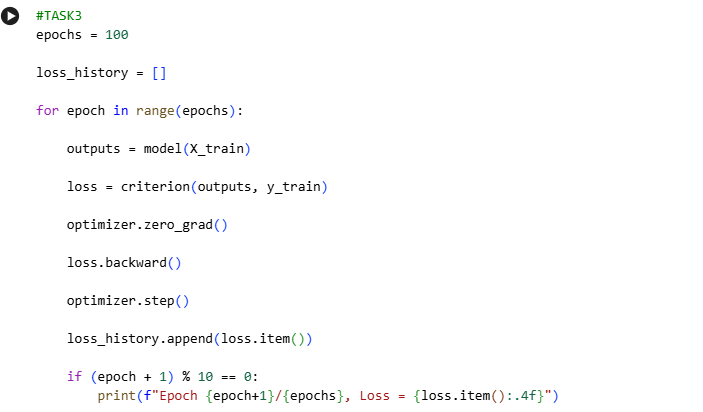 #TASK3
epochs = 100
loss_history = []
for epoch in range(epochs):
outputs = model(X_train)
loss = criterion(outputs, y_train)
optimizer.zero_grad()
loss.backward()
optimizer.step()
loss_history.append(loss.item())
if (epoch + 1) % 10 == 0:
print(f"Epoch {epoch+1}/{epochs}, Loss = {loss.item():.4f}")